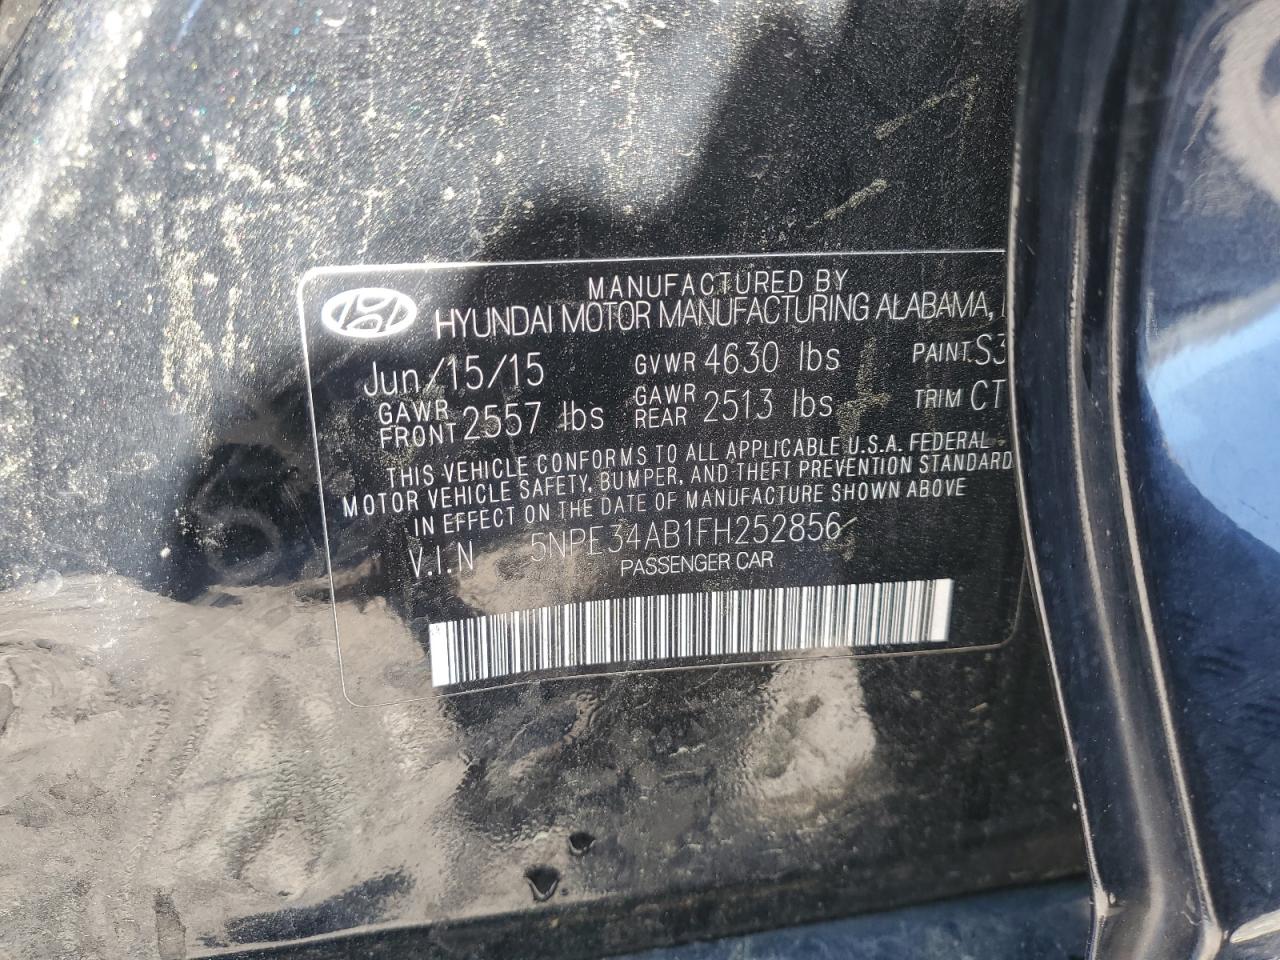 MANUFACTURED BY
HYUNDAI MOTOR MANUFACTURING ALABAMA,
Jun/15/15 GVWR 4630 lbs PAINT S3
GAWR FRONT 2557 lbs GAWR REAR 2513 lbs TRIM CT
THIS VEHICLE CONFORMS TO ALL APPLICABLE U.S.A. FEDERAL
MOTOR VEHICLE SAFETY, BUMPER, AND THEFT PREVENTION STANDARD
IN EFFECT ON THE DATE OF MANUFACTURE SHOWN ABOVE
V.I.N 5NPE34AB1FH252856
PASSENGER CAR